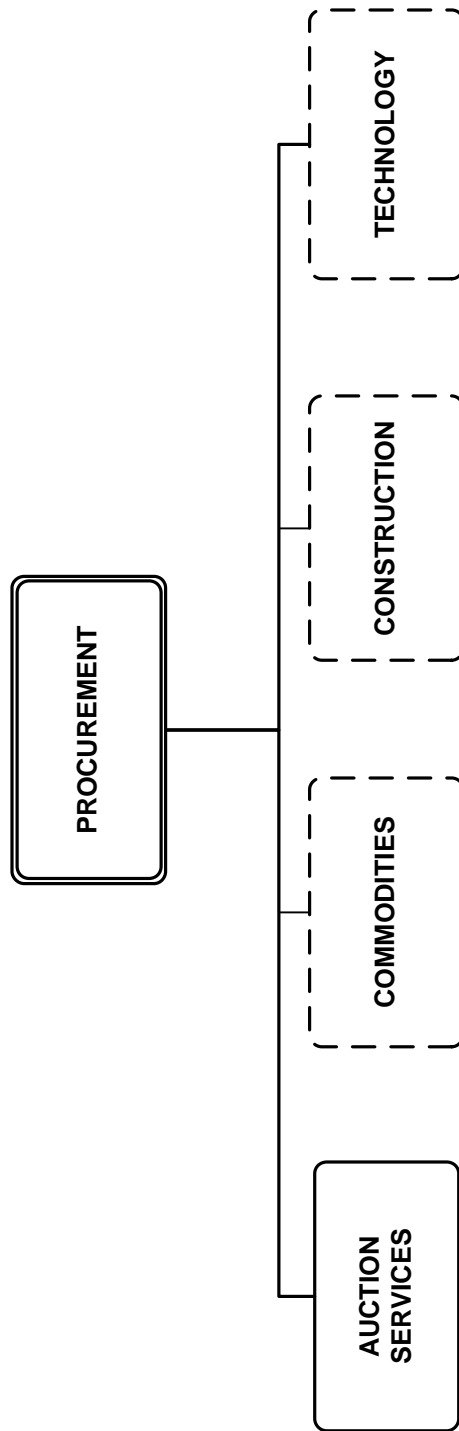 PROCUREMENT
AUCTION
SERVICES
COMMODITIES
CONSTRUCTION
TECHNOLOGY